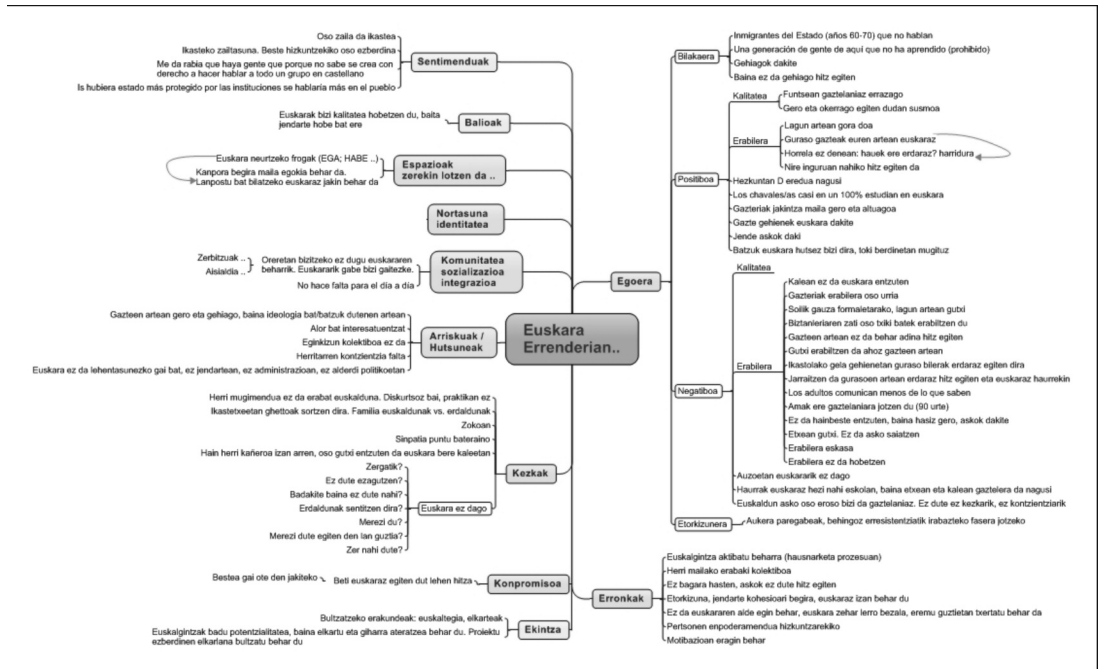 Euskara
Errenderian..
Sentimenduak
Oso zaila da ikastea
Ikasteko zailtasuna. Beste hizkuntzekiko oso ezberdina
Me da rabia que haya gente que porque no sabe se crea con
derecho a hacer hablar a todo un grupo en castellano
Is hubiera estado más protegido por las instituciones se hablaría más en el pueblo
Balioak
Euskarak bizi kalitatea hobetzen du, baita
jendarte hobe bat ere
Espazioak
zerekin lotzen da ..
Euskara neurtzeko frogak (EGA; HABE ..)
Kanpora begira maila egokia behar da.
Lanpostu bat bilatzeko euskaraz jakin behar da
Nortasuna
identitatea
Komunitatea
sozializazioa
integrazioa
Oreretan bizitzeko ez dugu euskararen
beharrik. Euskararik gabe bizi gaitezke.
Zerbitzuak ..
Aisialdia ..
No hace falta para el día a día
Arriskuak /
Hutsuneak
Gazteen artean gero eta gehiago, baina ideologia bat/batzuk dutenen artean
Alor bat interesatuentzat
Eginkizun kolektiboa ez da
Herritarren kontzientzia falta
Euskara ez da lehentasunezko gai bat, ez jendartean, ez administrazioan, ez alderdi politikoetan
Kezkak
Herri mugimendua ez da erabat euskalduna. Diskurtsoz bai, praktikan ez
Ikastetxeetan ghettoak sortzen dira. Familia euskaldunak vs. erdaldunak
Zokoan
Sinpatia puntu bateraino
Hain herri kañeroa izan arren, oso gutxi entzuten da euskara bere kaleetan
Euskara ez dago
Zergatik?
Ez dute ezagutzen?
Badakite baina ez dute nahi?
Erdaldunak sentitzen dira?
Merezi du?
Merezi dute egiten den lan guztia?
Zer nahi dute?
Konpromisoa
Beti euskaraz egiten dut lehen hitza
Bestea gai ote den jakiteko
Ekintza
Bultzatzeko erakundeak: euskaltegia, elkarteak
Euskalgintzak badu potentzialitatea, baina elkartu eta giharra ateratzea behar du. Proiektu
ezberdinen elkarlana bultzatu behar du
Egoera
Bilakaera
Inmigrantes del Estado (años 60-70) que no hablan
Una generación de gente de aquí que no ha aprendido (prohibido)
Gehiagok dakite
Baina ez da gehiago hitz egiten
Positiboa
Kalitatea
Funtsean gaztelaniaz errazago
Gero eta okerrago egiten dudan susmoa
Erabilera
Lagun artean gora doa
Guraso gazteak euren artean euskaraz
Horrela ez denean: hauek ere erdaraz? harridura
Nire inguruan nahiko hitz egiten da
Hezkuntzan D eredua nagusi
Los chavales/as casi en un 100% estudian en euskara
Gazteriak jakintza maila gero eta altuagoa
Gazte gehienek euskara dakite
Jende askok daki
Batzuk euskara hutsez bizi dira, toki berdinetan mugituz
Negatiboa
Kalitatea
Erabilera
Kalean ez da euskara entzuten
Gazteriak erabilera oso urria
Soilik gauza formaletarako, lagun artean gutxi
Biztanleriaren zati oso txiki batek erabiltzen du
Gazteen artean ez da behar adina hitz egiten
Gutxi erabiltzen da ahoz gazteen artean
Ikastolako gela gehienetan guraso bilerak erdaraz egiten dira
Jarraitzen da gurasoen artean erdaraz hitz egiten eta euskaraz haurrekin
Los adultos comunican menos de lo que saben
Amak ere gaztelaniara jotzen du (90 urte)
Ez da hainbeste entzuten, baina hasiz gero, askok dakite
Etxean gutxi. Ez da asko saiatzen
Erabilera eskasa
Erabilera ez da hobetzen
Auzoetan euskararik ez dago
Haurrak euskaraz hezi nahi eskolan, baina etxean eta kalean gaztelera da nagusi
Euskaldun asko oso eroso bizi da gaztelaniaz. Ez dute ez kezkarik, ez kontzientziarik
Etorkizunera
Aukera paregabeak, behingoz erresistentziatik irabazteko fasera jotzeko
Erronkak
Euskalgintza aktibatu beharra (hausnarketa prozesuan)
Herri mailako erabaki kolektiboa
Ez bagara hasten, askok ez dute hitz egiten
Etorkizuna, jendarte kohesioari begira, euskaraz izan behar du
Ez da euskararen alde egin behar, euskara zehar lerro bezala, eremu guztietan txertatu behar da
Pertsonen enpoderamendua hizkuntzarekiko
Motibazioan eragin behar